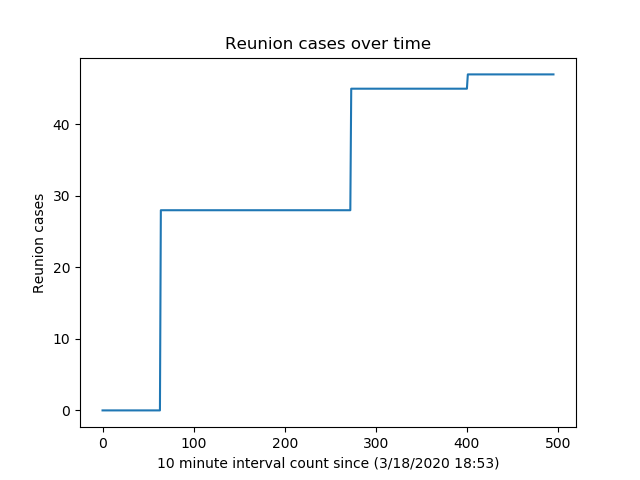 Reunion cases over time
40
30
20
10
0
Reunion cases
0 100 200 300 400 500
10 minute interval count since (3/18/2020 18:53)